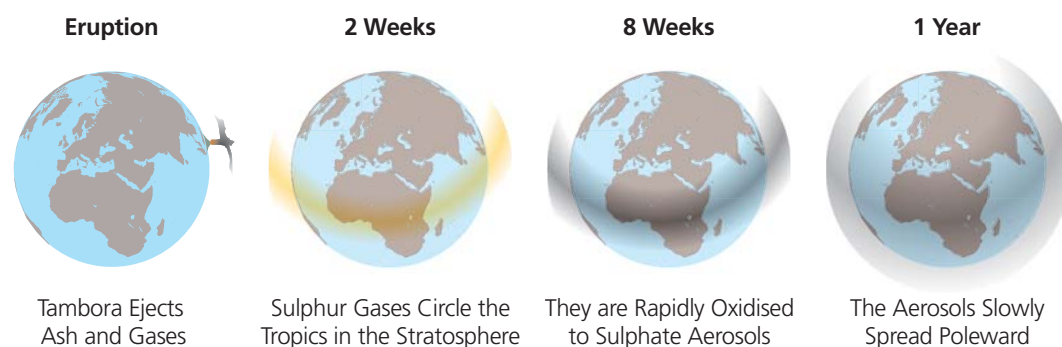 Eruption
2 Weeks
8 Weeks
1 Year
Tambora Ejects
Ash and Gases
Sulphur Gases Circle the
Tropics in the Stratosphere
They are Rapidly Oxidised
to Sulphate Aerosols
The Aerosols Slowly
Spread Poleward